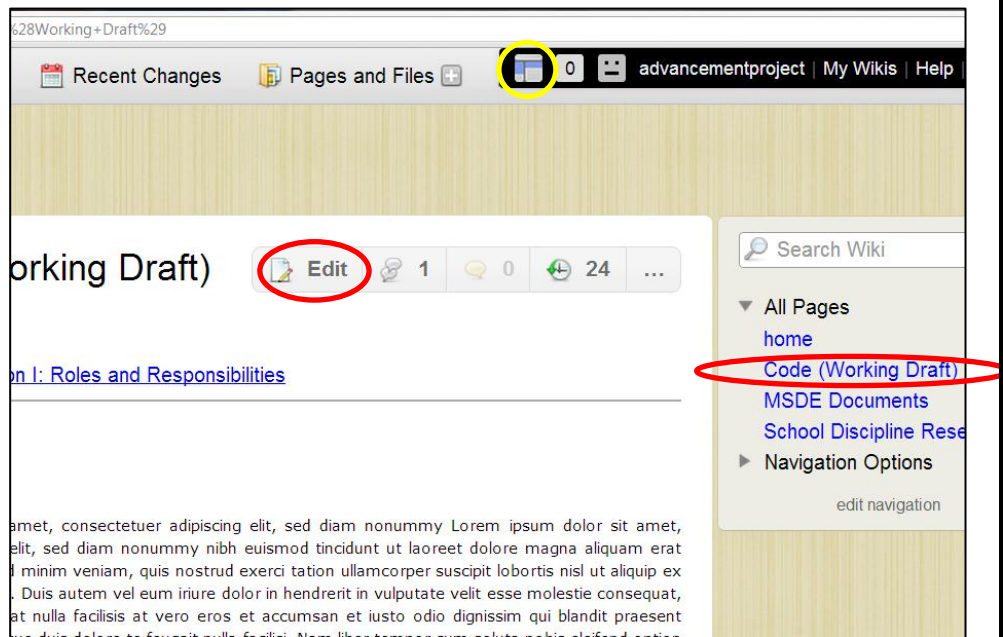 %28Working+Draft%29
Recent Changes Pages and Files 0 advancementproject | My Wikis | Help |
orking Draft) Edit 1 0 24 ...
Search Wiki
All Pages
home
on I: Roles and Responsibilities
Code (Working Draft)
MSDE Documents
School Discipline Rese
Navigation Options
edit navigation
amet, consectetuer adipiscing elit, sed diam nonummy Lorem ipsum dolor sit amet,
elit, sed diam nonummy nibh euismod tincidunt ut laoreet dolore magna aliquam erat
minim veniam, quis nostrud exerci tation ullamcorper suscipit lobortis nisl ut aliquip ex
. Duis autem vel eum iriure dolor in hendrerit in vulputate velit esse molestie consequat,
at nulla facilisis at vero eros et accumsan et iusto odio dignissim qui blandit praesent